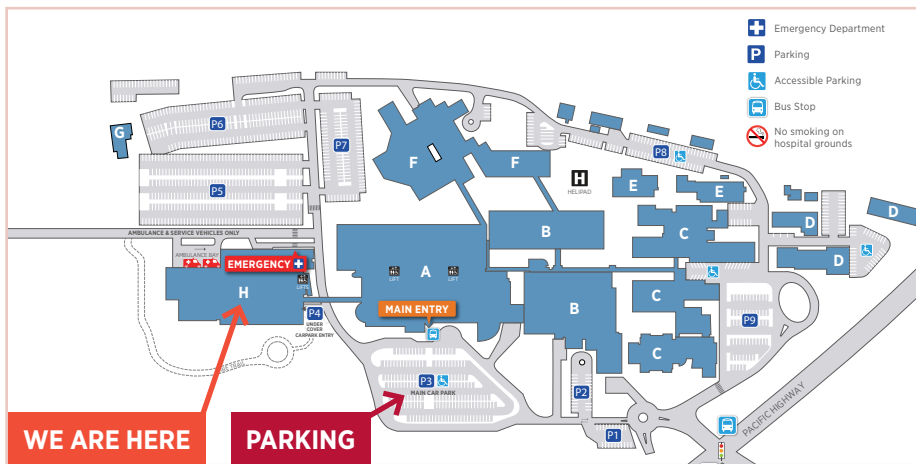 Emergency Department
P
Parking
Accessible Parking
Bus Stop
No smoking on
hospital grounds
G
P6
P7
P5
F
F
H
HELIPAD
P8
E
E
D
D
D
C
B
AMBULANCE & SERVICE VEHICLES ONLY
AMBULANCE BAY
EMERGENCY
LIFTS
H
A
LIFT
LIFT
MAIN ENTRY
P4
UNDER
COVER
CARPARK ENTRY
B
C
C
P9
P3
MAIN CAR PARK
P2
P1
PACIFIC HIGHWAY
WE ARE HERE
PARKING